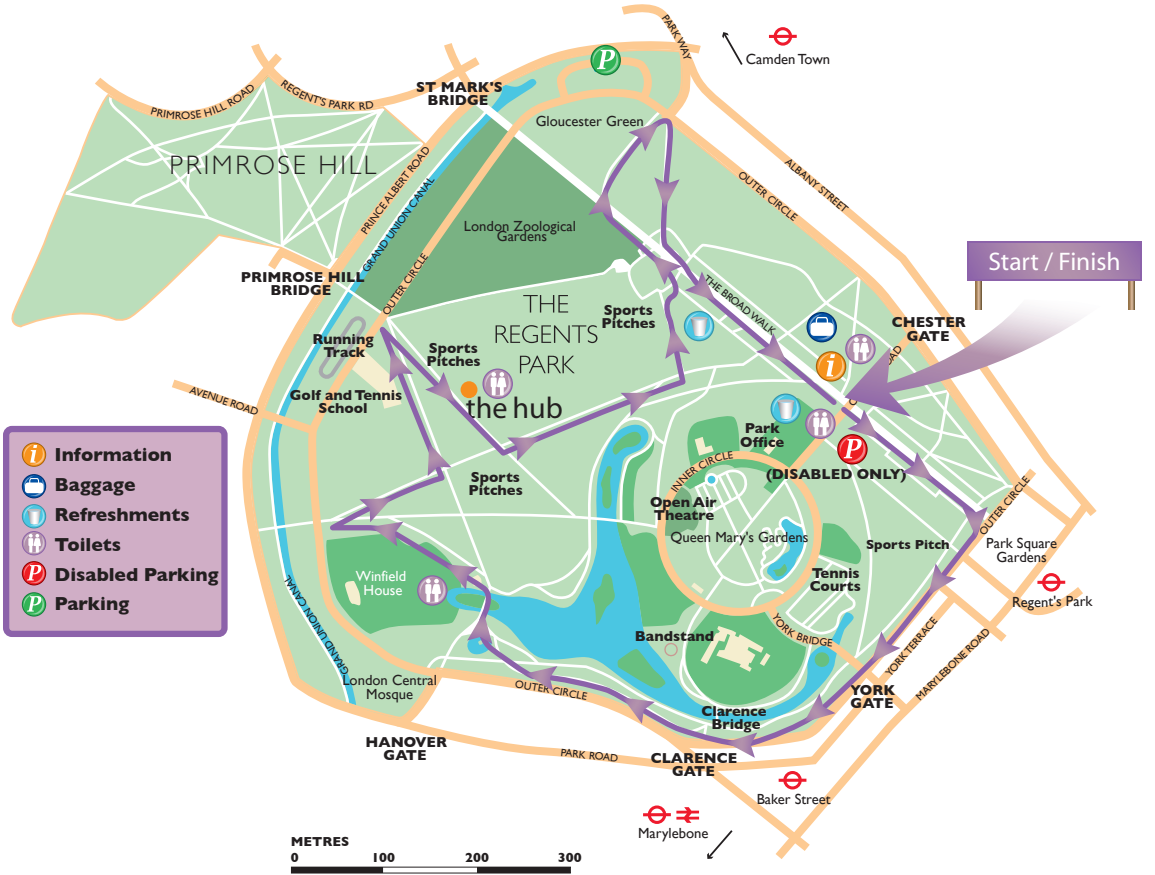 PARK WAY
Camden Town
P
ST MARK'S
BRIDGE
REGENT'S PARK RD
PRIMROSE HILL ROAD
Gloucester Green
PRIMROSE HILL
PRINCE ALBERT ROAD
GRAND UNION CANAL
OUTER CIRCLE
ALBANY STREET
OUTER CIRCLE
London Zoological
Gardens
PRIMROSE HILL
BRIDGE
Start / Finish
THE
REGENTS
PARK
Sports
Pitches
THE BROAD WALK
CHESTER
GATE
Running
Track
Sports
Pitches
i
OAD
AVENUE ROAD
Golf and Tennis
School
the hub
Park
Office
P
(DISABLED ONLY)
i Information
Baggage
Refreshments
Toilets
P Disabled Parking
P Parking
Sports
Pitches
INNER CIRCLE
Open Air
Theatre
Queen Mary's Gardens
OUTER CIRCLE
Sports Pitch
Park Square
Gardens
Winfield
House
Tennis
Courts
Regent's Park
GRAND UNION CANAL
Bandstand
YORK BRIDGE
YORK TERRACE
MARYLEBONE ROAD
London Central
Mosque
OUTER CIRCLE
YORK
GATE
Clarence
Bridge
HANOVER
GATE
PARK ROAD
CLARENCE
GATE
Baker Street
Marylebone
METRES
0 100 200 300